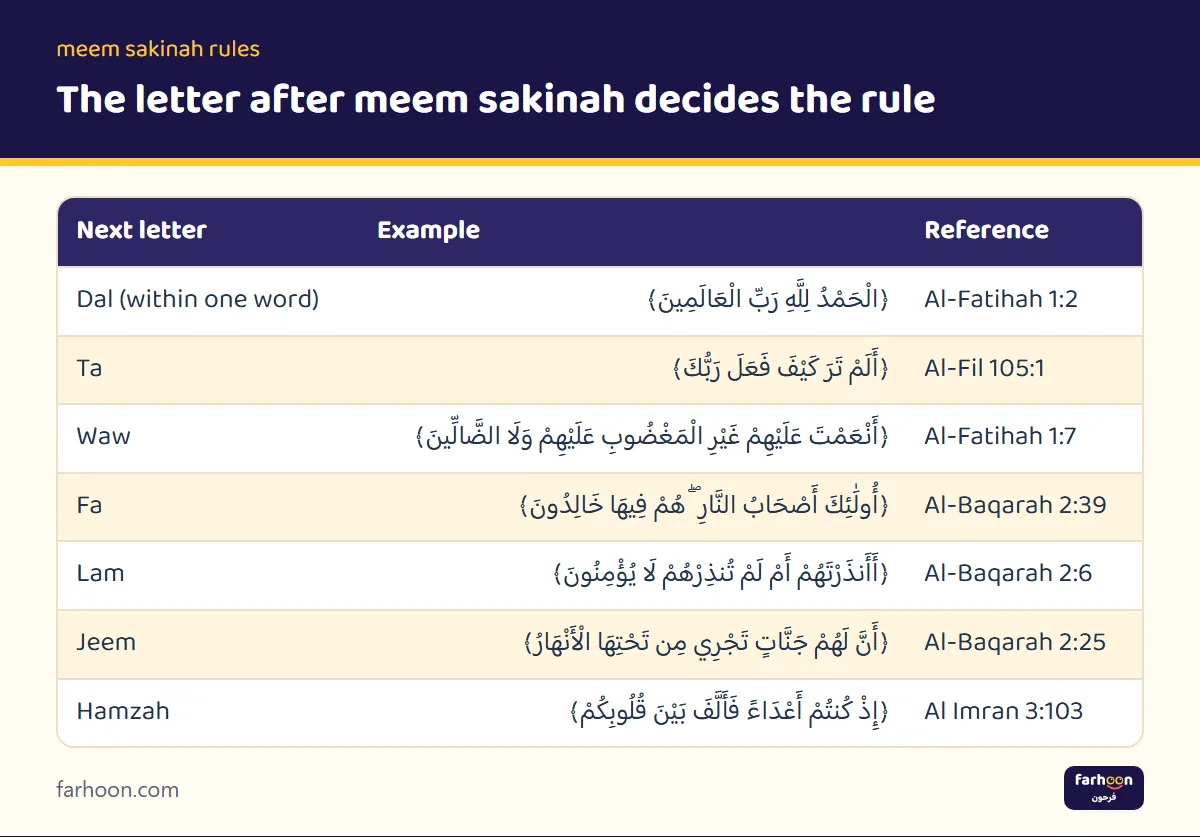 meem sakinah rules
The letter after meem sakinah decides the rule
Next letter Example Reference
Dal (within one word) ﴿الْحَمْدُ لِلَّهِ رَبِّ الْعَالَمِينَ﴾ Al-Fatihah 1:2
Ta ﴿أَلَمْ تَرَ كَيْفَ فَعَلَ رَبُّكَ﴾ Al-Fil 105:1
Waw ﴿أَنْعَمْتَ عَلَيْهِمْ غَيْرِ الْمَغْضُوبِ عَلَيْهِمْ وَلَا الضَّالِّينَ﴾ Al-Fatihah 1:7
Fa ﴿أُولَٰئِكَ أَصْحَابُ النَّارِ ۖ هُمْ فِيهَا خَالِدُونَ﴾ Al-Baqarah 2:39
Lam ﴿أَأَنذَرْتَهُمْ أَمْ لَمْ تُنذِرْهُمْ لَا يُؤْمِنُونَ﴾ Al-Baqarah 2:6
Jeem ﴿أَنَّ لَهُمْ جَنَّاتٍ تَجْرِي مِن تَحْتِهَا الْأَنْهَارُ﴾ Al-Baqarah 2:25
Hamzah ﴿إِذْ كُنتُمْ أَعْدَاءً فَأَلَّفَ بَيْنَ قُلُوبِكُمْ﴾ Al Imran 3:103
farhoon.com
farhoon
فرحون